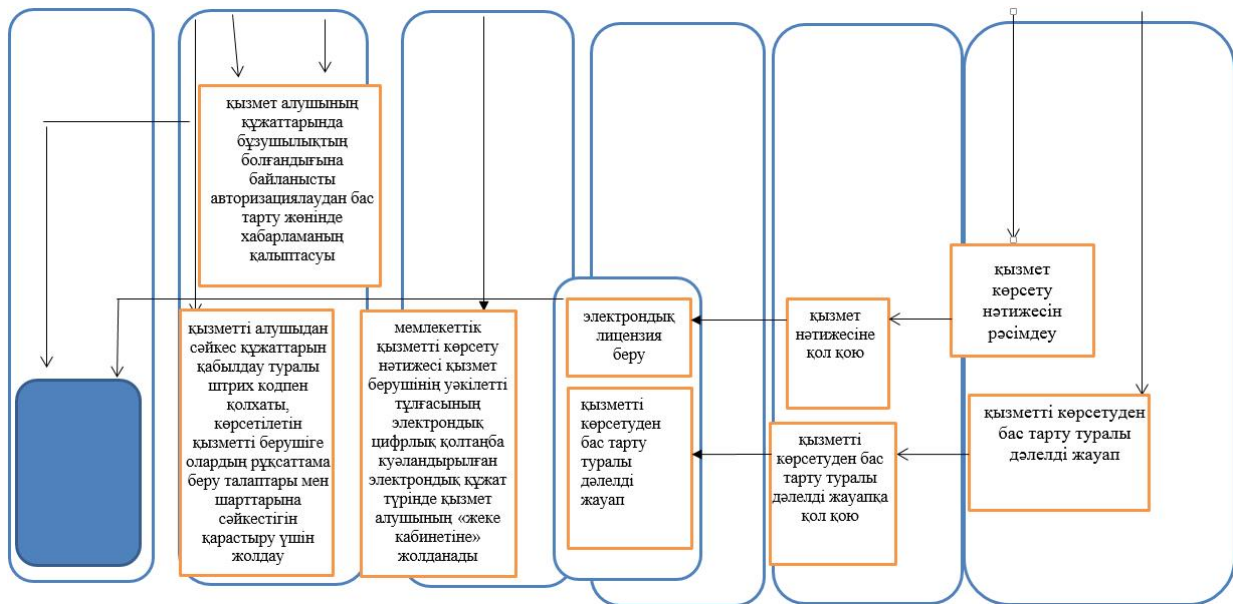 қызмет алушының
құжаттарында
бұзушылықтың
болғандығына
байланысты
авторизациялаудан бас
тарту жөнінде
хабарламаның
қалыптасуы
қызметті алушыдан
сәйкес құжаттарын
қабылдау туралы
штрих кодпен
қолхаты,
көрсетілетін
қызметті берушіге
олардың рұқсаттама
беру талаптары мен
шарттарына
сәйкестігін
қарастыру үшін
жолдау
мемлекеттік
қызметті көрсету
нәтижесі қызмет
берушінің уәкілетті
тұлғасының
электрондық
цифрлық қолтаңба
куәландырылған
электрондық құжат
түрінде қызмет
алушының «жеке
кабинетіне»
жолданады
электрондық
лицензия
беру
қызметті
көрсетуден
бас тарту
туралы
дәлелді
жауап
қызмет
нәтижесіне
қол қою
қызметті
көрсетуден бас
тарту туралы
дәлелді жауапқа
қол қою
қызмет
көрсету
нәтижесін
рәсімдеу
қызметті көрсетуден
бас тарту туралы
дәлелді жауап